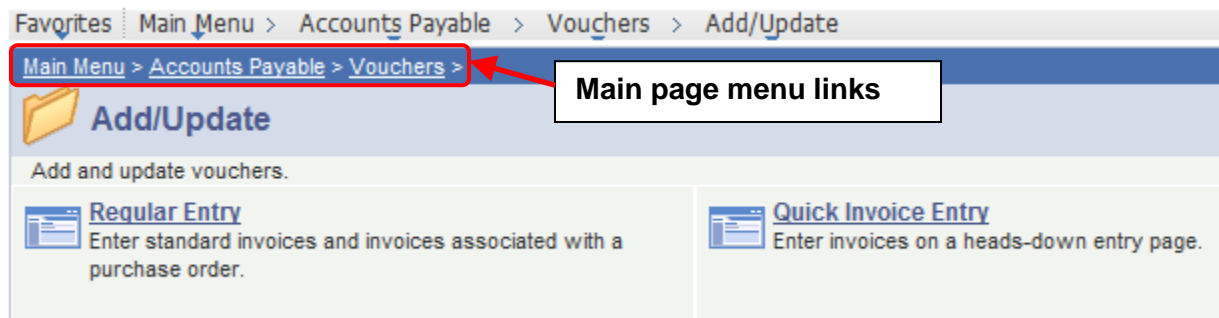 Favorites Main Menu > Accounts Payable > Vouchers > Add/Update
Main Menu > Accounts Payable > Vouchers >
Main page menu links
Add/Update
Add and update vouchers.
Regular Entry
Enter standard invoices and invoices associated with a
purchase order.
Quick Invoice Entry
Enter invoices on a heads-down entry page.